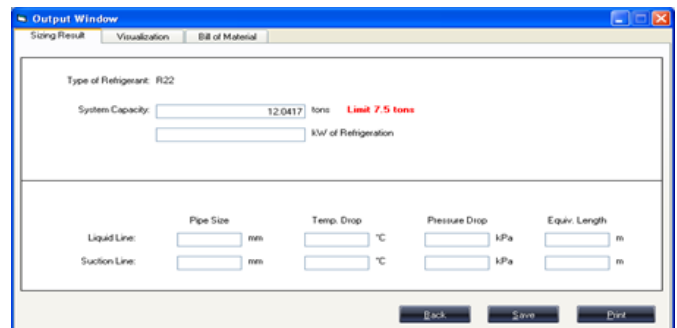 Output Window
Sizing Result Visualization Bill of Material
Type of Refrigerant: R22
System Capacity: 12.0417 tons Limit 7.5 tons
kW of Refrigeration
Pipe Size Temp. Drop Pressure Drop Equiv. Length
Liquid Line: mm °C kPa m
Suction Line: mm °C kPa m
Back Save Print